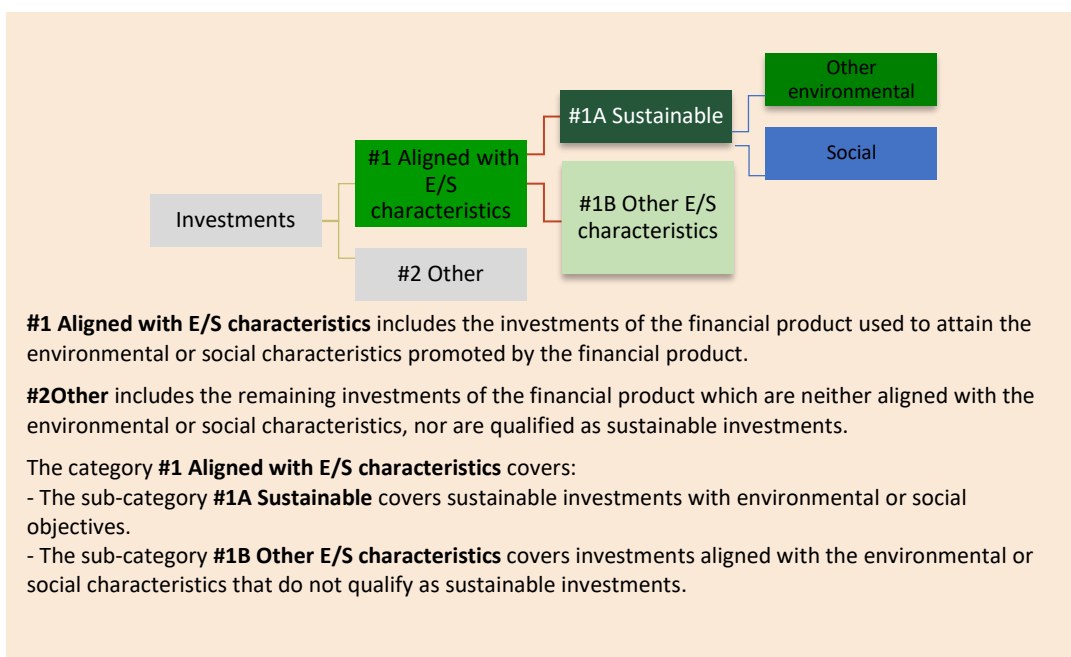 Other
environmental
#1A Sustainable
Social
#1 Aligned with
E/S
characteristics
#1B Other E/S
characteristics
Investments
#2 Other
#1 Aligned with E/S characteristics includes the investments of the financial product used to attain the
environmental or social characteristics promoted by the financial product.
#2Other includes the remaining investments of the financial product which are neither aligned with the
environmental or social characteristics, nor are qualified as sustainable investments.
The category #1 Aligned with E/S characteristics covers:
- The sub-category #1A Sustainable covers sustainable investments with environmental or social
objectives.
- The sub-category #1B Other E/S characteristics covers investments aligned with the environmental or
social characteristics that do not qualify as sustainable investments.